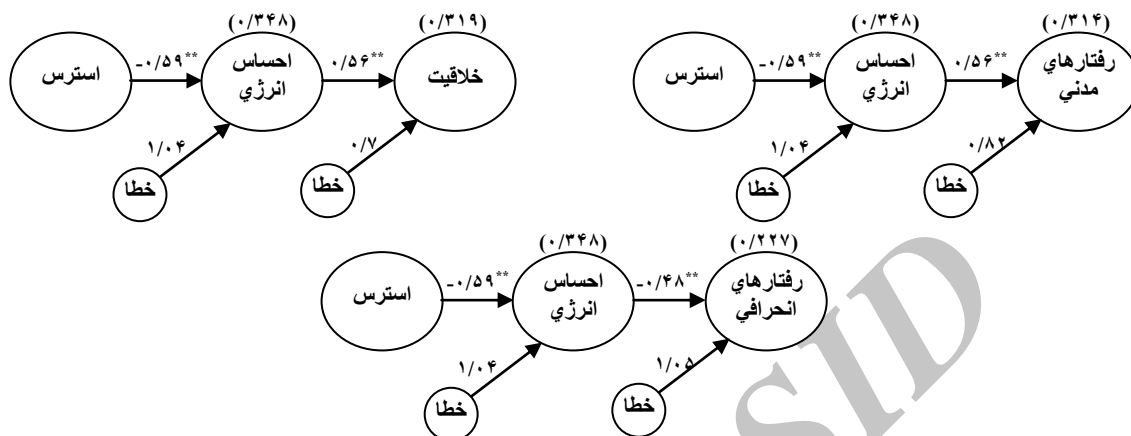 (۰/۳۴۸) (۰/۳۱۹)
استرس -۰/۵۹** احساس انرژي ۰/۵۶** خلاقيت
۱/۰۴ ۰/۷
خطا خطا
(۰/۳۴۸) (۰/۳۱۴)
استرس -۰/۵۹** احساس انرژي ۰/۵۶** رفتارهاي مدني
۱/۰۴ ۰/۸۲
خطا خطا
(۰/۳۴۸) (۰/۲۲۷)
استرس -۰/۵۹** احساس انرژي -۰/۴۸** رفتارهاي انحرافي
۱/۰۴ ۱/۰۵
خطا خطا
SID